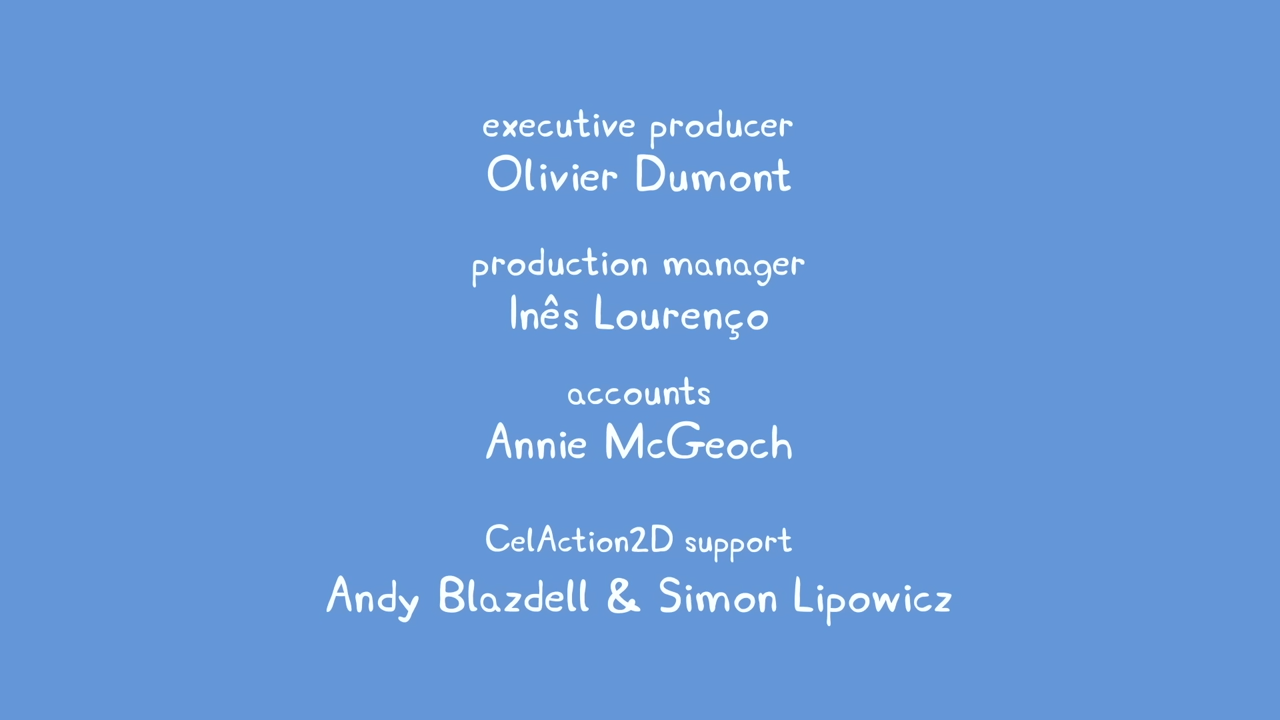 executive producer
Olivier Dumont
production manager
Inês Lourenço
accounts
Annie McGeoch
CelAction2D support
Andy Blazdell & Simon Lipowicz